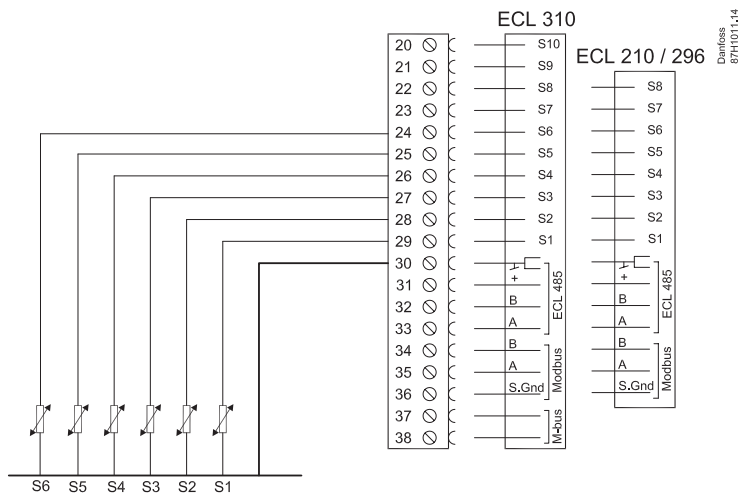 ECL 310
ECL 210 / 296
Danfoss
87H1011.14
20 S10
21 S9
22 S8 S8
23 S7 S7
24 S6 S6
25 S5 S5
26 S4 S4
27 S3 S3
28 S2 S2
29 S1 S1
30
31 + +
32 B B
33 A A
ECL 485
ECL 485
34 B B
35 A A
36 S.Gnd S.Gnd
Modbus
Modbus
37
38
M-bus
S6 S5 S4 S3 S2 S1